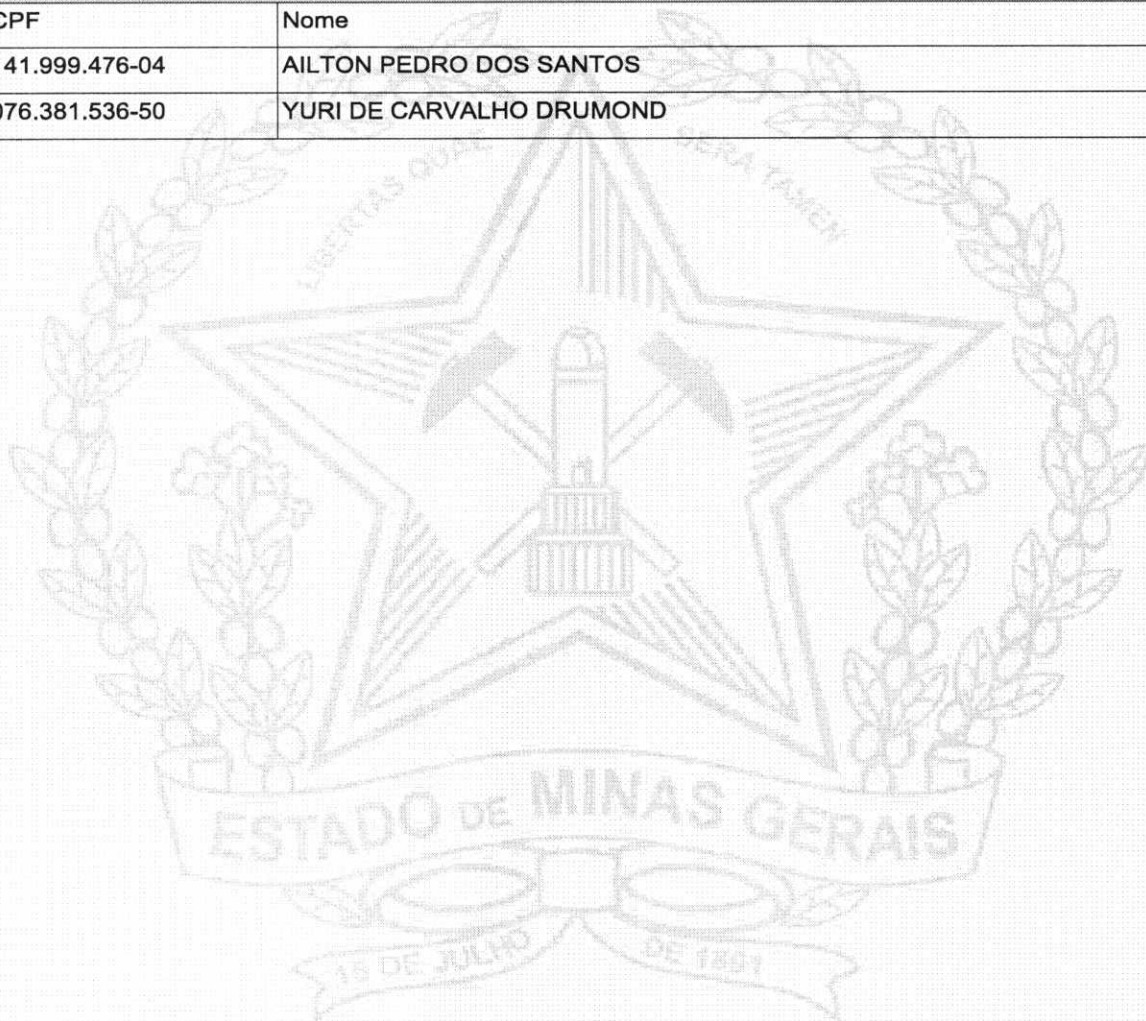 CPF Nome
41.999.476-04 AILTON PEDRO DOS SANTOS
076.381.536-50 YURI DE CARVALHO DRUMOND
LIBERTAS QUAE SERA TAMEN
ESTADO DE MINAS GERAIS
15 DE JULHO DE 1891